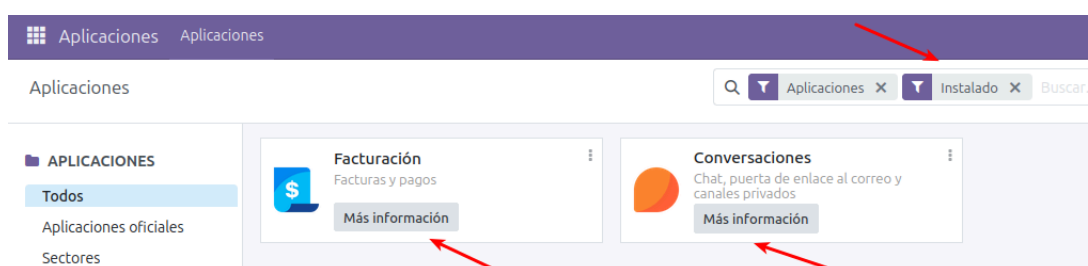 Aplicaciones Aplicaciones
Aplicaciones
Aplicaciones × Instalado × Buscar...
APLICACIONES
Todos
Aplicaciones oficiales
Sectores
Facturación
Facturas y pagos
Más información
Conversaciones
Chat, puerta de enlace al correo y
canales privados
Más información